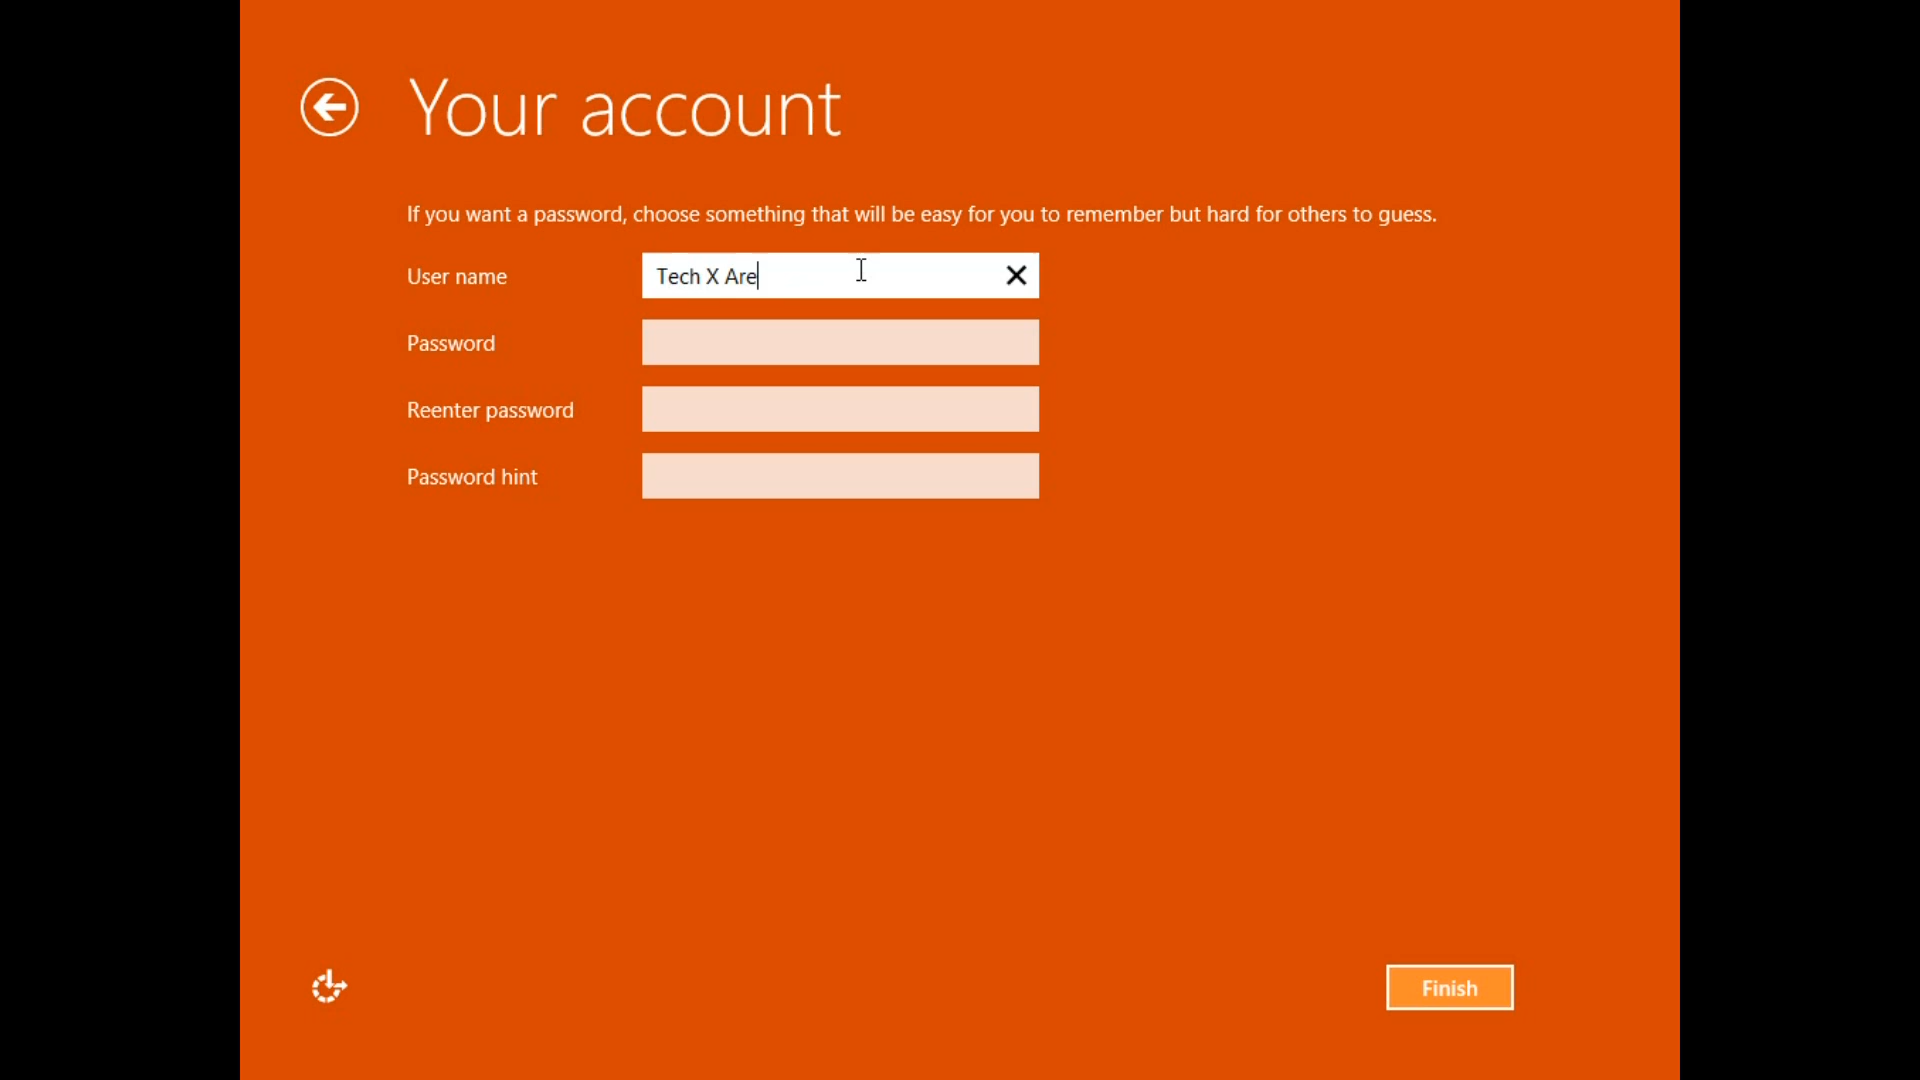 Your account
If you want a password, choose something that will be easy for you to remember but hard for others to guess.
User name
Tech X Are
Password
Reenter password
Password hint
Finish